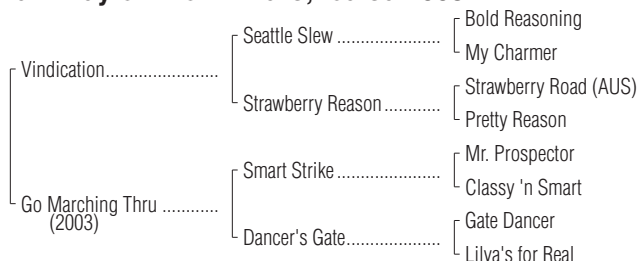 Vindication
Seattle Slew
Bold Reasoning
My Charmer
Strawberry Reason
Strawberry Road (AUS)
Pretty Reason
Go Marching Thru
(2003)
Smart Strike
Mr. Prospector
Classy 'n Smart
Dancer's Gate
Gate Dancer
Lilya's for Real